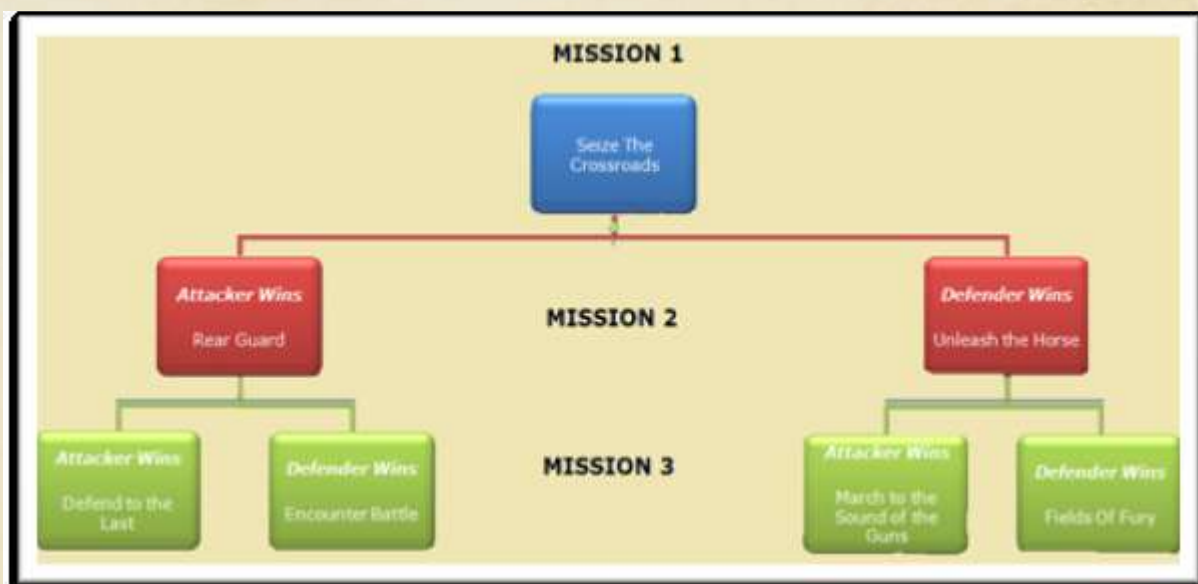 MISSION 1
Seize The
Crossroads
Attacker Wins
Rear Guard
MISSION 2
Defender Wins
Unleash the Horse
Attacker Wins
Defend to the
Last
Defender Wins
Encounter Battle
MISSION 3
Attacker Wins
March to the
Sound of the
Guns
Defender Wins
Fields Of Fury